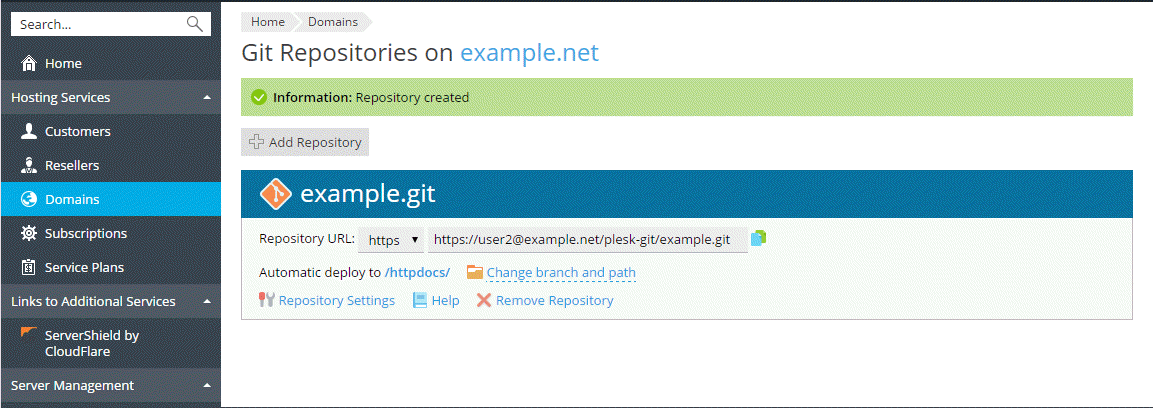 Search...
Home
Hosting Services
Customers
Resellers
Domains
Subscriptions
Service Plans
Links to Additional Services
ServerShield by
CloudFlare
Server Management
Home Domains
Git Repositories on example.net
Information: Repository created
Add Repository
example.git
Repository URL: https https://user2@example.net/plesk-git/example.git
Automatic deploy to /httpdocs/ Change branch and path
Repository Settings Help Remove Repository